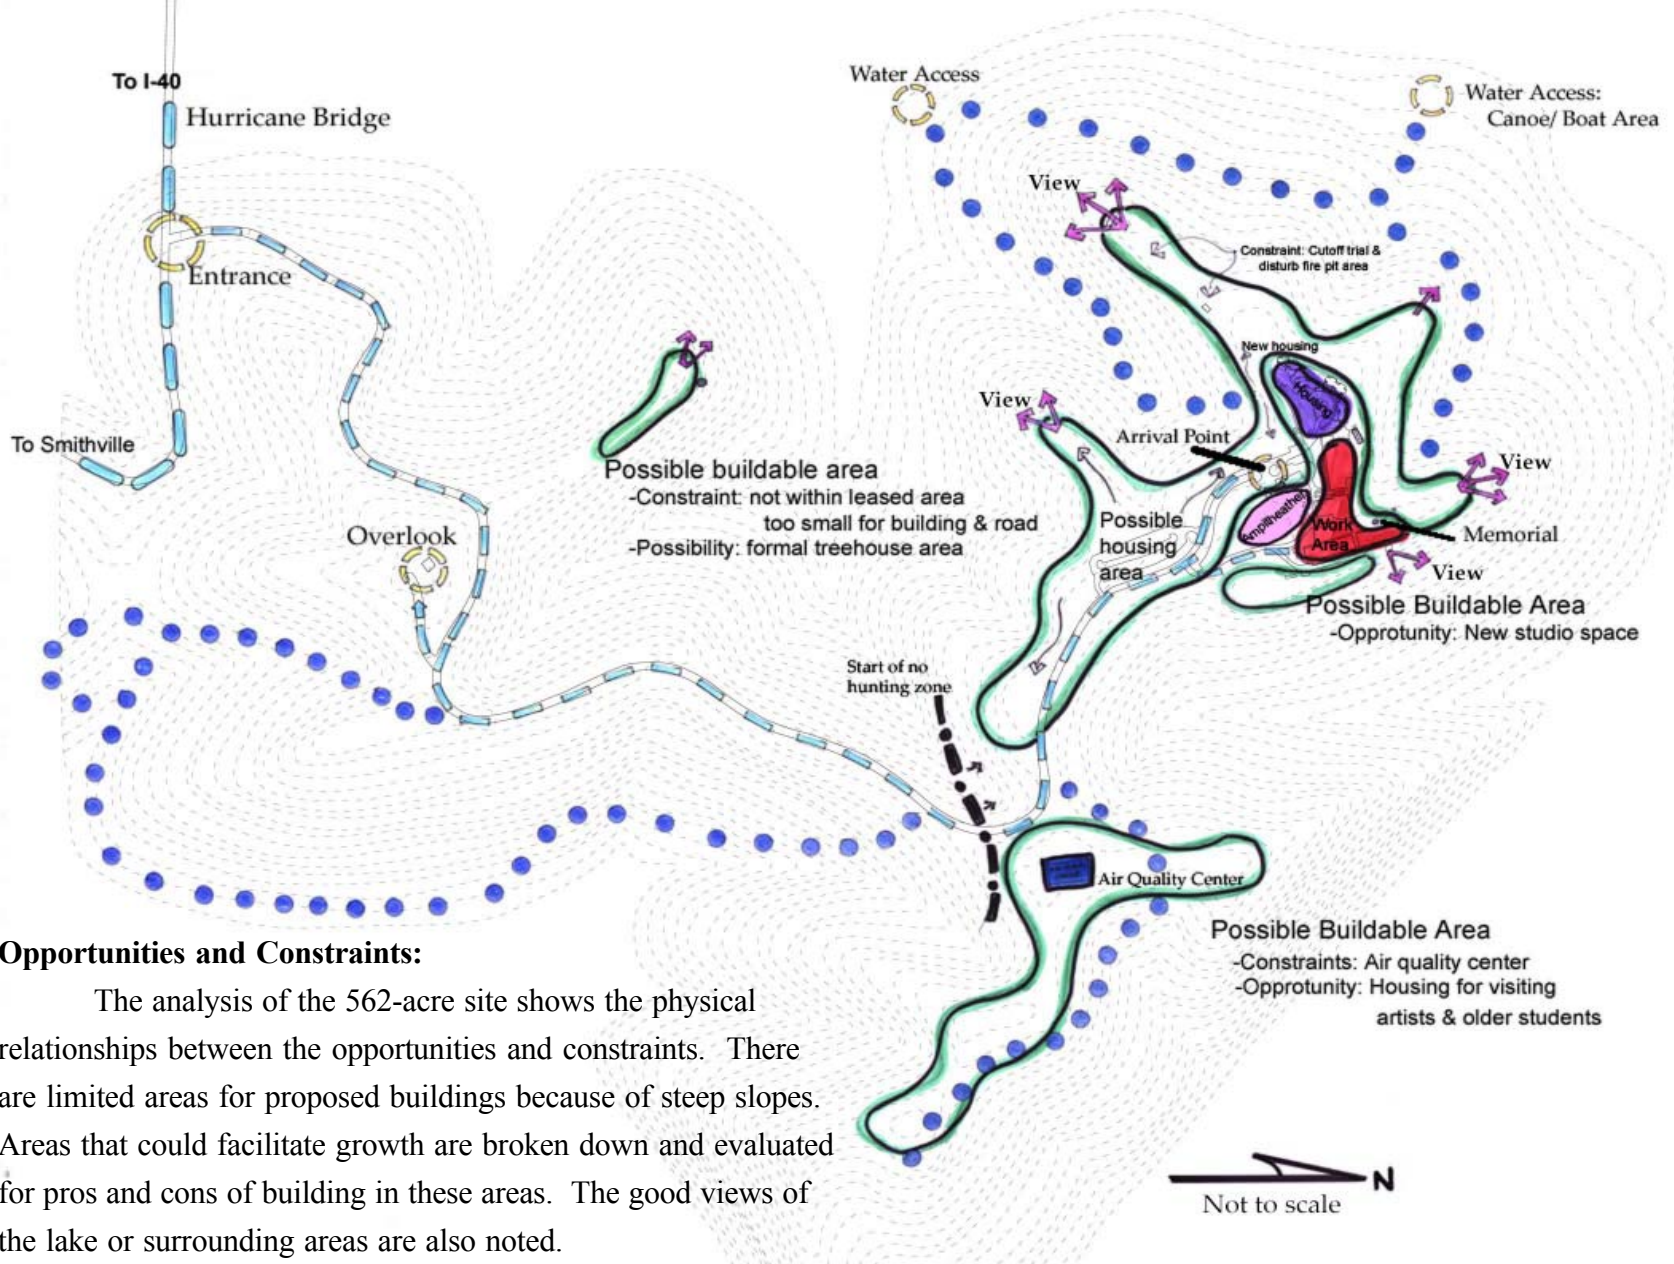 To I-40
Hurricane Bridge
Entrance
To Smithville
Overlook
Water Access
Water Access:
Canoe/ Boat Area
View
Constraint: Cutoff trial &
disturb fire pit area
New housing
Housing
View
Arrival Point
View
Ampitheather
Work
Area
Memorial
View
Possible
housing
area
Possible buildable area
-Constraint: not within leased area
too small for building & road
-Possibility: formal treehouse area
Possible Buildable Area
-Opprotunity: New studio space
Start of no
hunting zone
Air Quality Center
Possible Buildable Area
-Constraints: Air quality center
-Opprotunity: Housing for visiting
artists & older students
Opportunities and Constraints:
The analysis of the 562-acre site shows the physical
relationships between the opportunities and constraints. There
are limited areas for proposed buildings because of steep slopes.
Areas that could facilitate growth are broken down and evaluated
for pros and cons of building in these areas. The good views of
the lake or surrounding areas are also noted.
N
Not to scale